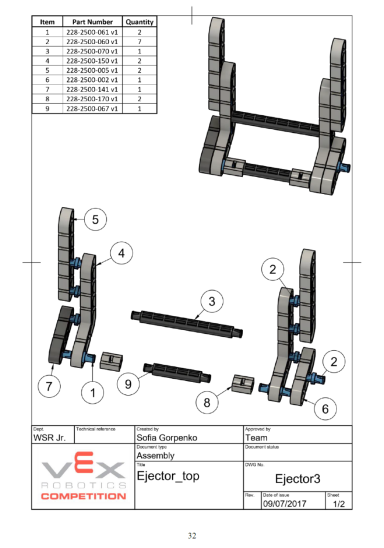 Item Part Number Quantity
1 228-2500-061 v1 2
2 228-2500-060 v1 7
3 228-2500-070 v1 1
4 228-2500-150 v1 2
5 228-2500-005 v1 2
6 228-2500-002 v1 1
7 228-2500-141 v1 1
8 228-2500-170 v1 2
9 228-2500-067 v1 1
5
4
2
3
2
7
1
9
8
6
Dept. Technical reference Created by Approved by
WSR Jr. Sofia Gorpenko Team
Document type Document status
Assembly
VEX
ROBOTICS
COMPETITION
Title DWG No.
Ejector_top Ejector3
Rev. Date of issue Sheet
09/07/2017 1/2
32